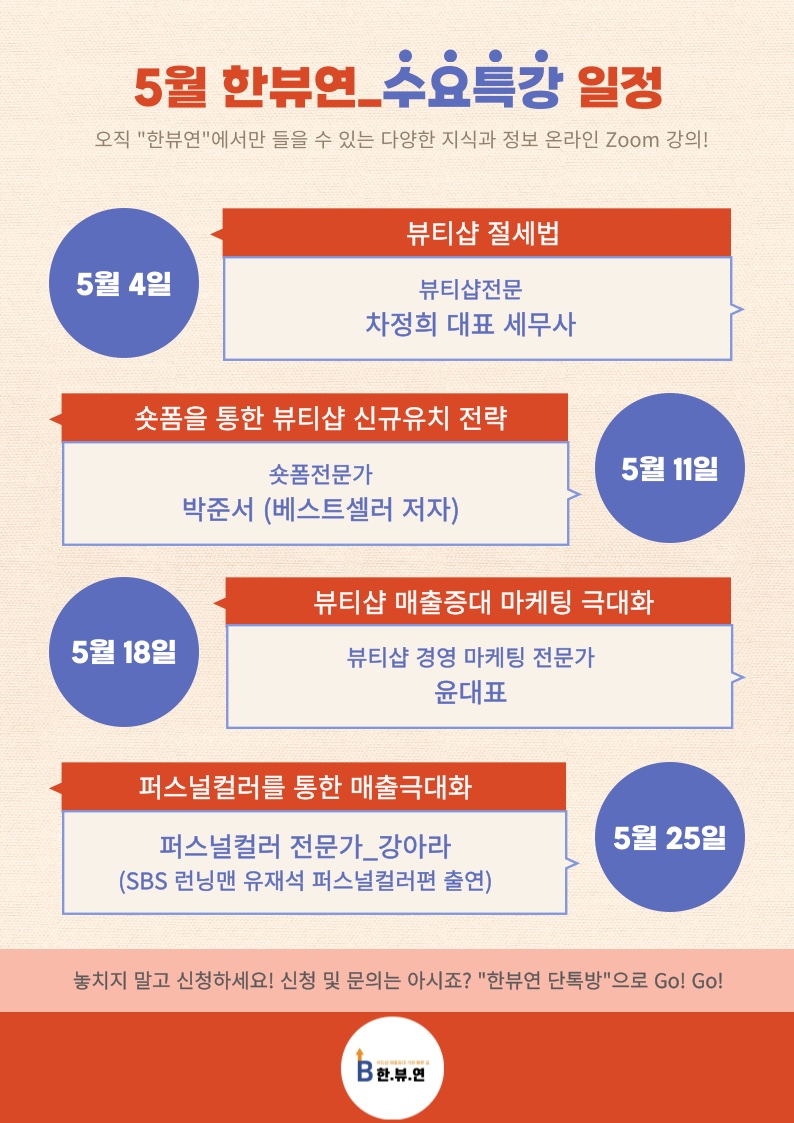 5월 한뷰연_수요특강 일정
오직 "한뷰연"에서만 들을 수 있는 다양한 지식과 정보 온라인 Zoom 강의!
5월 4일
뷰티샵 절세법
뷰티샵전문
차정희 대표 세무사
숏폼을 통한 뷰티샵 신규유치 전략
숏폼전문가
박준서 (베스트셀러 저자)
5월 11일
5월 18일
뷰티샵 매출증대 마케팅 극대화
뷰티샵 경영 마케팅 전문가
윤대표
퍼스널컬러를 통한 매출극대화
퍼스널컬러 전문가_강아라
(SBS 런닝맨 유재석 퍼스널컬러편 출연)
5월 25일
놓치지 말고 신청하세요! 신청 및 문의는 아시죠? "한뷰연 단톡방"으로 Go! Go!
B 한.뷰.연